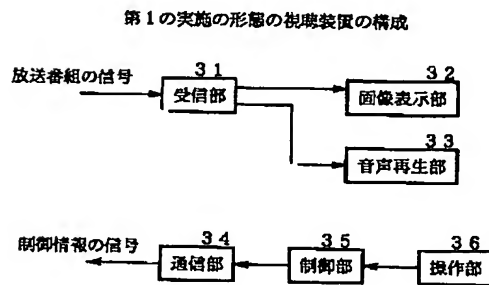 第1の実施の形態の視聴装置の構成
放送番組の信号
31
受信部
32
画像表示部
33
音声再生部
制御情報の信号
34
通信部
35
制御部
36
操作部